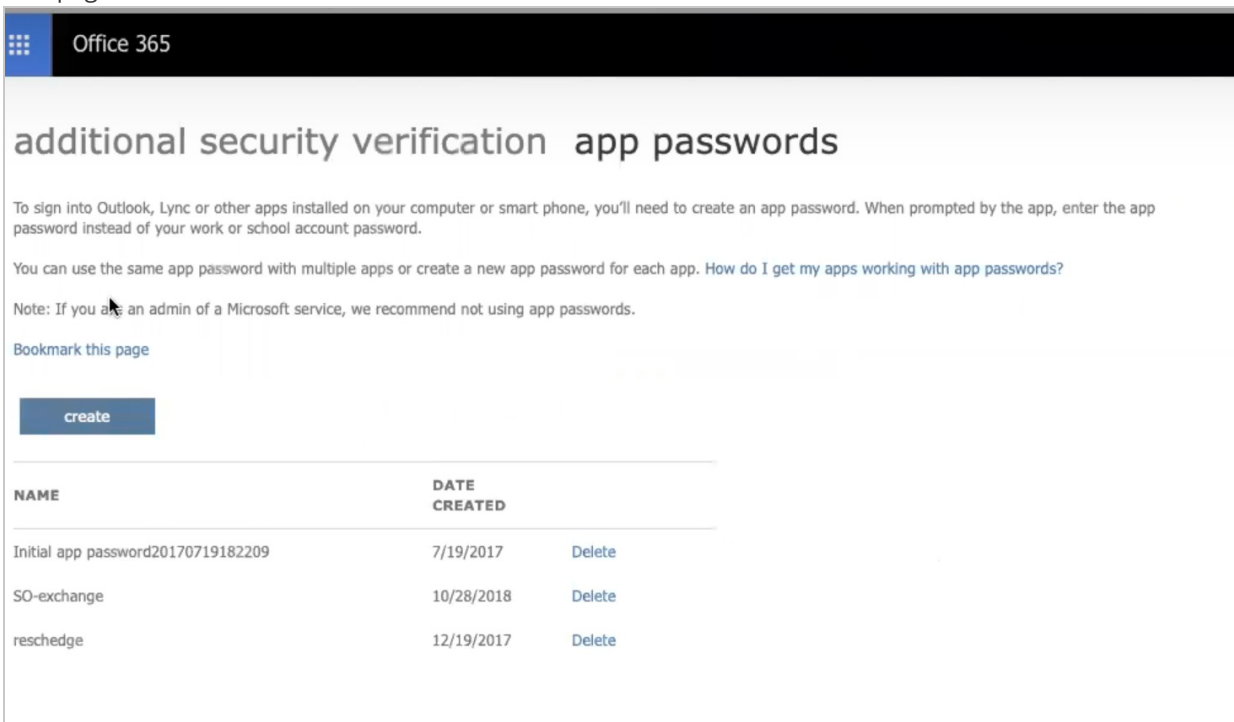 Office 365
additional security verification app passwords
To sign into Outlook, Lync or other apps installed on your computer or smart phone, you'll need to create an app password. When prompted by the app, enter the app
password instead of your work or school account password.
You can use the same app password with multiple apps or create a new app password for each app. How do I get my apps working with app passwords?
Note: If you are an admin of a Microsoft service, we recommend not using app passwords.
Bookmark this page
create
NAME DATE CREATED
Initial app password20170719182209 7/19/2017 Delete
SO-exchange 10/28/2018 Delete
reschedge 12/19/2017 Delete